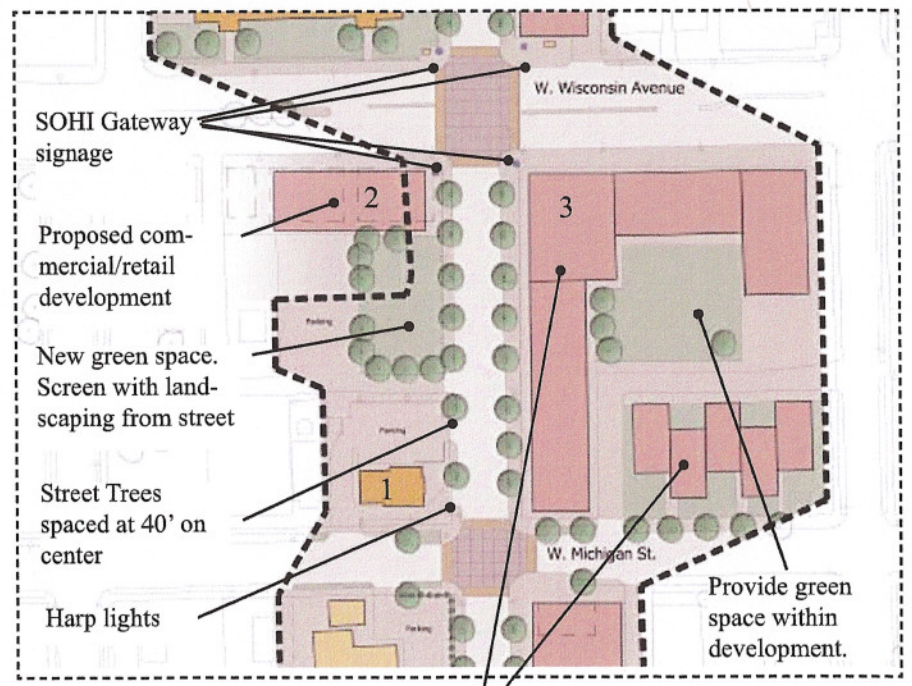 W. Wisconsin Avenue
SOHI Gateway
signage
2
3
Proposed com-
mercial/retail
development
Parking
New green space.
Screen with land-
scaping from street
Parking
1
Street Trees
spaced at 40' on
center
W. Michigan St.
Harp lights
Provide green
space within
development.
Parking